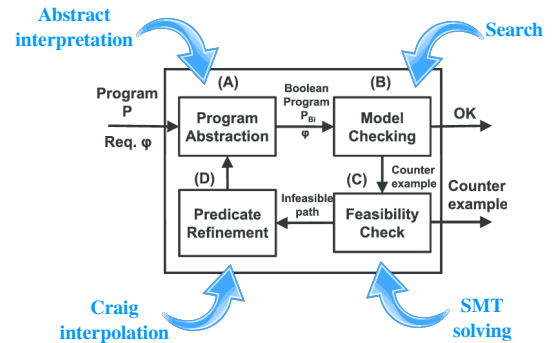 Abstract
interpretation
Search
(A)
(B)
Program
P
Req. φ
Program
Abstraction
Boolean
Program
P_Bi
φ
Model
Checking
OK
(D)
(C)
Counter
example
Predicate
Refinement
Infeasible
path
Feasibility
Check
Counter
example
Craig
interpolation
SMT
solving